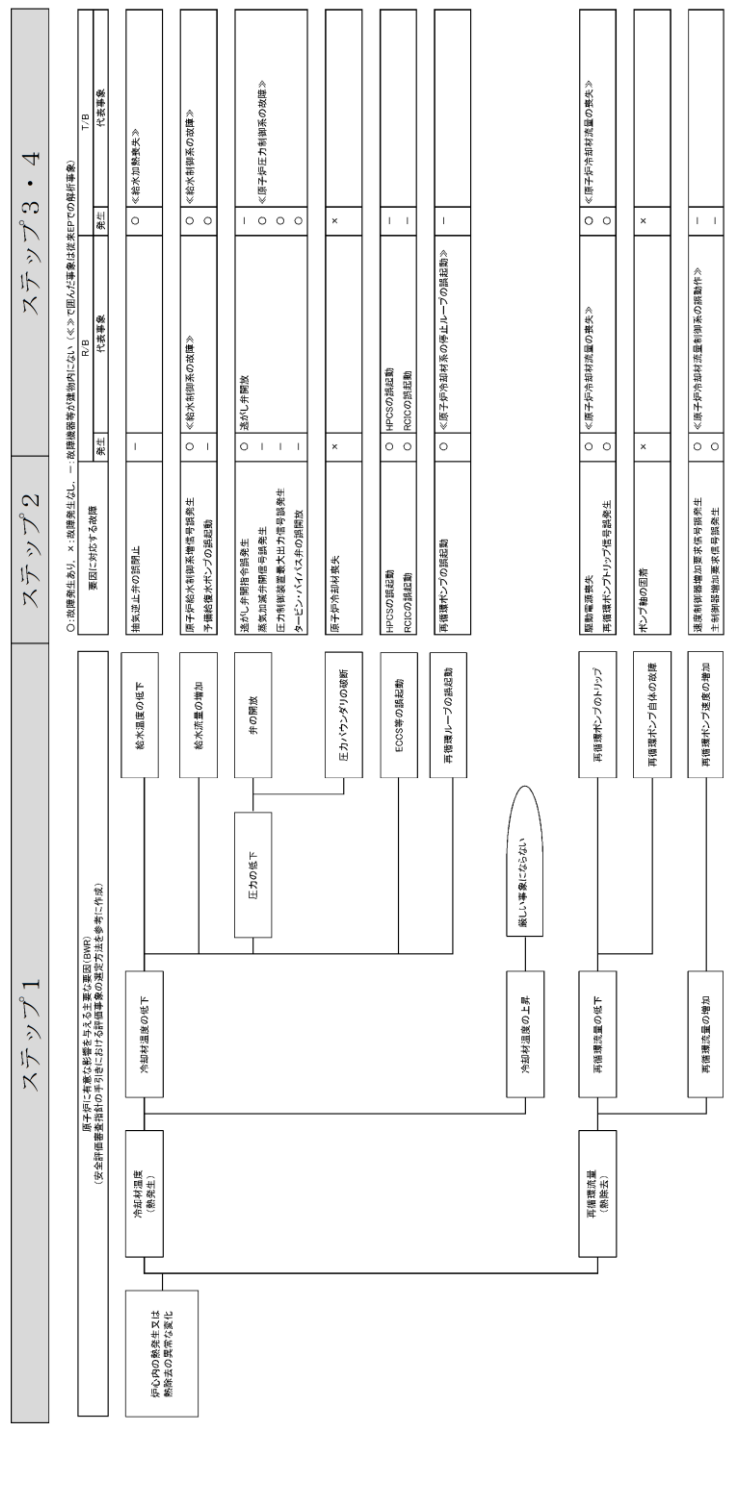 ステップ1
ステップ2
ステップ3・4
○:故障発生あり、×:故障発生なし、－:故障機器等が建物内にない(≪≫で囲んだ事象は従来EPでの解析事象)
原子炉に有意な影響を与える主要な要因(BWR)
(安全評価審査指針の手引きにおける評価事象の選定方法を参考に作成)
要因に対応する故障
R/B
T/B
発生
代表事象
発生
代表事象
炉心内の熱発生又は
熱除去の異常な変化
冷却材温度
(熱発生)
冷却材温度の低下
給水温度の低下
抽気逆止弁の誤閉止
－
○
≪給水加熱喪失≫
給水流量の増加
原子炉給水制御系増信号誤発生
○
≪給水制御系の故障≫
○
≪給水制御系の故障≫
予備給復水ポンプの誤起動
－
○
圧力の低下
弁の開放
逃がし弁開指令誤発生
○
逃がし弁開放
－
蒸気加減弁開信号誤発生
－
○
≪原子炉圧力制御系の故障≫
圧力制御装置最大出力信号誤発生
－
○
タービン・バイパス弁の誤開放
－
○
圧力バウンダリの破断
原子炉冷却材喪失
×
×
ECCS等の誤起動
HPCSの誤起動
○
HPCSの誤起動
－
RCICの誤起動
○
RCICの誤起動
－
再循環ループの誤起動
再循環ポンプの誤起動
○
≪原子炉冷却材系の停止ループの誤起動≫
－
冷却材温度の上昇
厳しい事象にならない
再循環流量
(熱除去)
再循環流量の低下
再循環ポンプのトリップ
駆動電源喪失
○
≪原子炉冷却材流量の喪失≫
○
≪原子炉冷却材流量の喪失≫
再循環ポンプトリップ信号誤発生
○
○
再循環ポンプ自体の故障
ポンプ軸の固着
×
×
再循環流量の増加
再循環ポンプ速度の増加
速度制御器増加要求信号誤発生
○
≪原子炉冷却材流量制御系の誤動作≫
－
主制御器増加要求信号誤発生
○
－